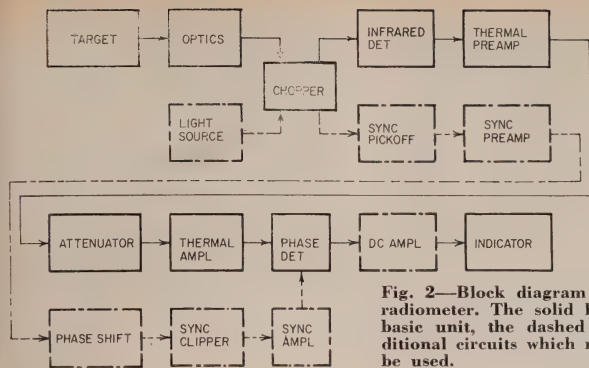 TARGET
OPTICS
CHOPPER
INFRARED
DET
THERMAL
PREAMP
LIGHT
SOURCE
SYNC
PICKOFF
SYNC
PREAMP
ATTENUATOR
THERMAL
AMPL
PHASE
DET
DC AMPL
INDICATOR
PHASE SHIFT
SYNC
CLIPPER
SYNC
AMPL
Fig. 2—Block diagram
radiometer. The solid
basic unit, the dashed
ditional circuits which
be used.